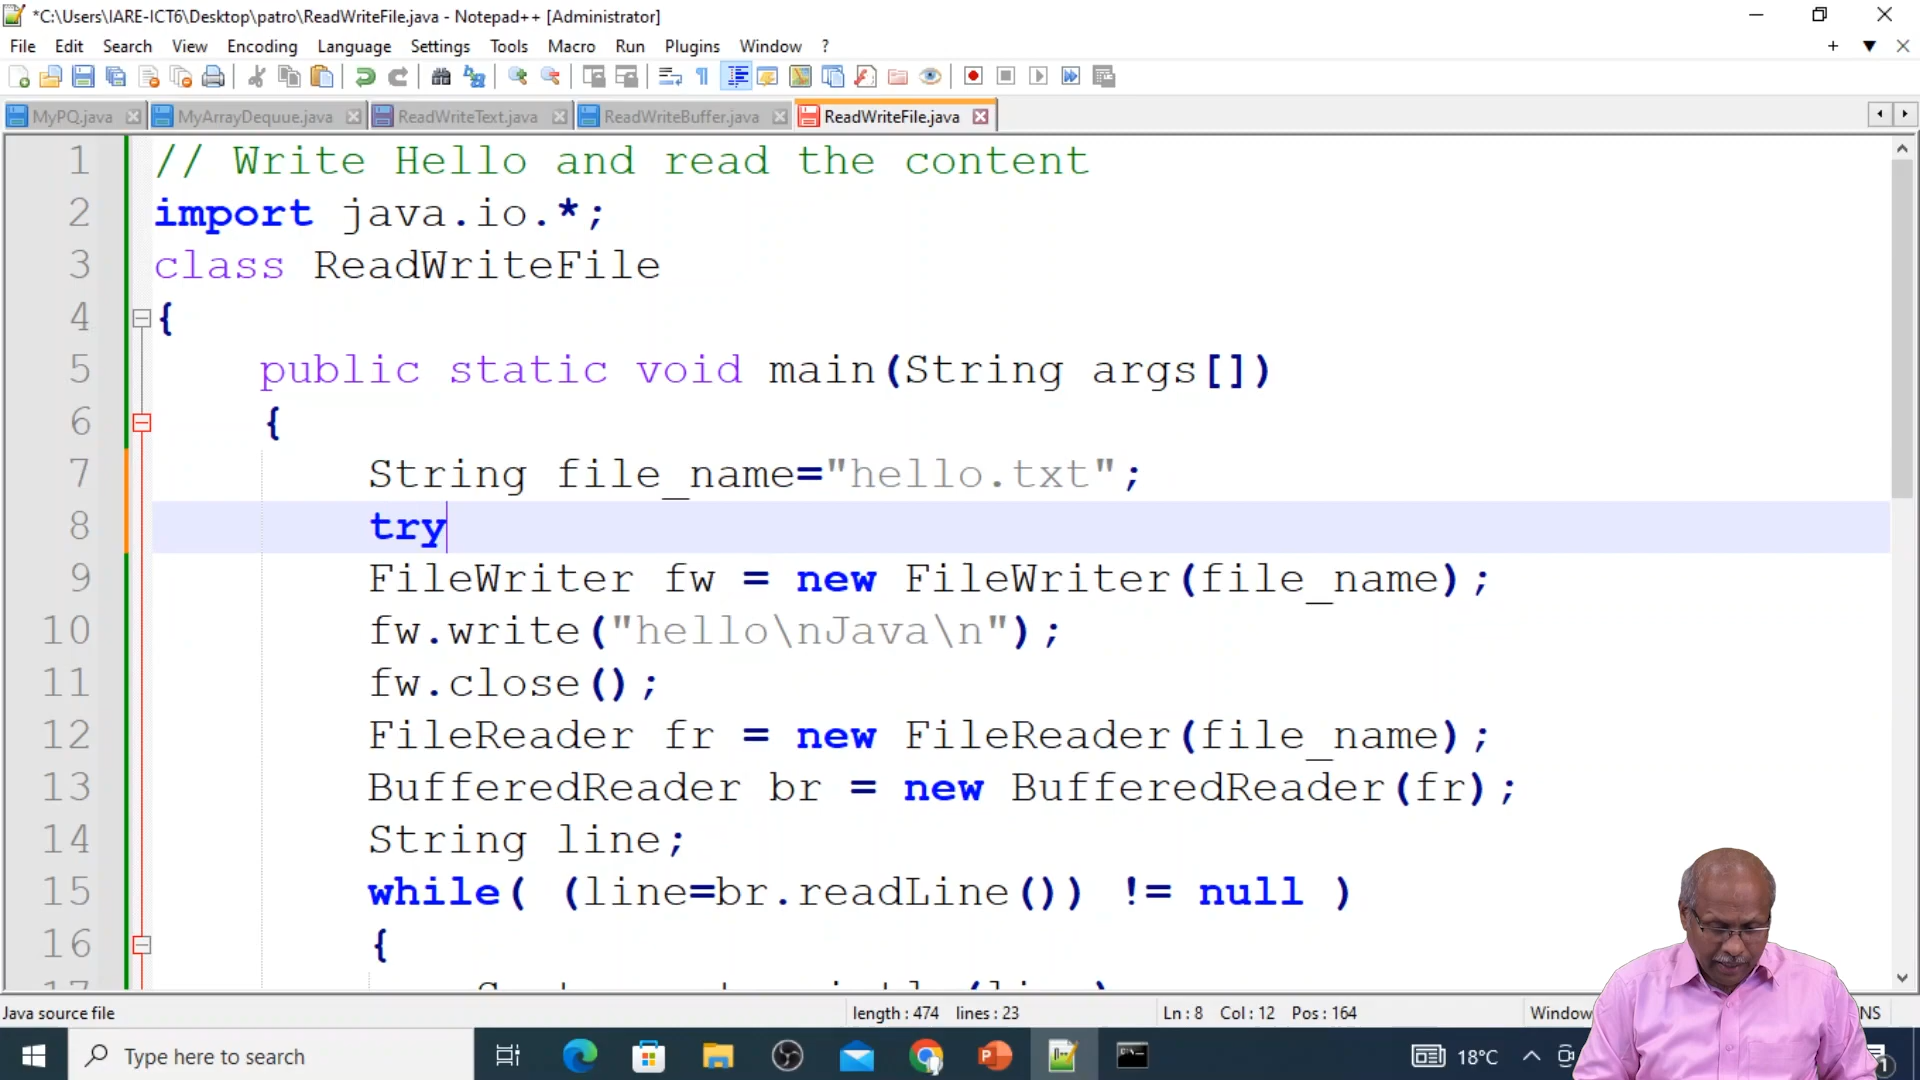 *C:\Users\IARE-ICT6\Desktop\patro\ReadWriteFile.java - Notepad++ [Administrator]
File Edit Search View Encoding Language Settings Tools Macro Run Plugins Window ?
MyPQ.java MyArrayDequue.java ReadWriteText.java ReadWriteBuffer.java ReadWriteFile.java
1 // Write Hello and read the content
2 import java.io.*;
3 class ReadWriteFile
4 {
5 public static void main(String args[])
6 {
7 String file_name="hello.txt";
8 try
9 FileWriter fw = new FileWriter(file_name);
10 fw.write("hello\nJava\n");
11 fw.close();
12 FileReader fr = new FileReader(file_name);
13 BufferedReader br = new BufferedReader(fr);
14 String line;
15 while( (line=br.readLine()) != null )
16 {
Java source file length : 474 lines : 23 Ln : 8 Col : 12 Pos : 164 Window NS
Type here to search 18°C 1